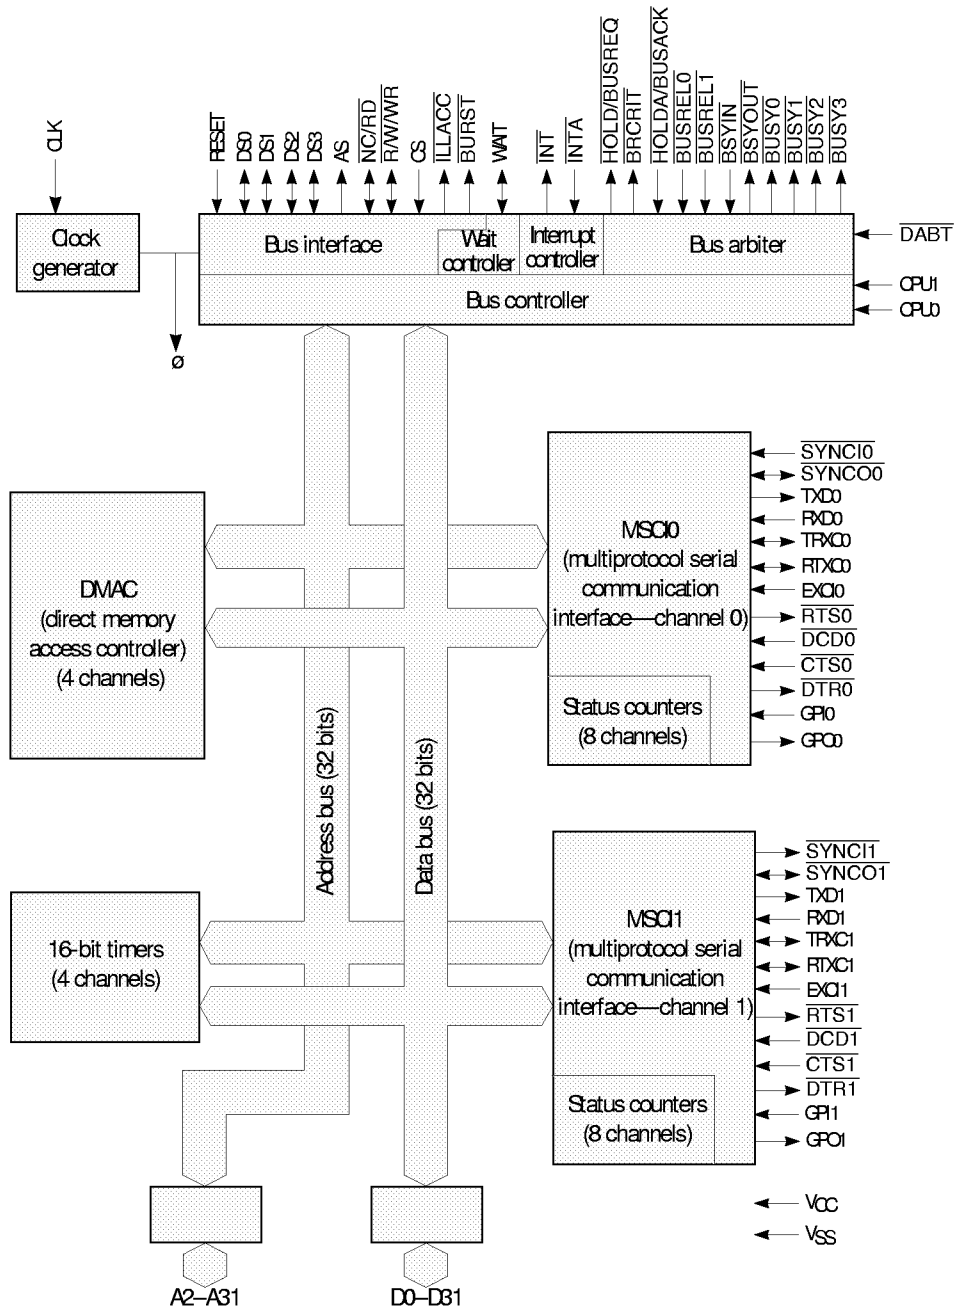 CLK
RESET
DS0
DS1
DS2
DS3
AS
NC/RD
R/W/WR
CS
ILLACC
BURST
WAIT
INT
INTA
HOLD/BUSREQ
BRCRIT
HOLDA/BUSACK
BUSREL0
BUSREL1
BSYIN
BSYOUT
BUSY0
BUSY1
BUSY2
BUSY3
Clock
generator
Bus interface
Wait
controller
Interrupt
controller
Bus arbiter
DABT
Bus controller
CPU1
CPU0
ø
DMAC
(direct memory
access controller)
(4 channels)
MSCI0
(multiprotocol serial
communication
interface—channel 0)
Status counters
(8 channels)
SYNCI0
SYNCO0
TXD0
RXD0
TRXC0
RTXC0
EXCI0
RTS0
DCD0
CTS0
DTR0
GPI0
GPO0
Address bus (32 bits)
Data bus (32 bits)
16-bit timers
(4 channels)
MSCI1
(multiprotocol serial
communication
interface—channel 1)
Status counters
(8 channels)
SYNCI1
SYNCO1
TXD1
RXD1
TRXC1
RTXC1
EXCI1
RTS1
DCD1
CTS1
DTR1
GPI1
GPO1
VCC
VSS
A2–A31
D0–D31